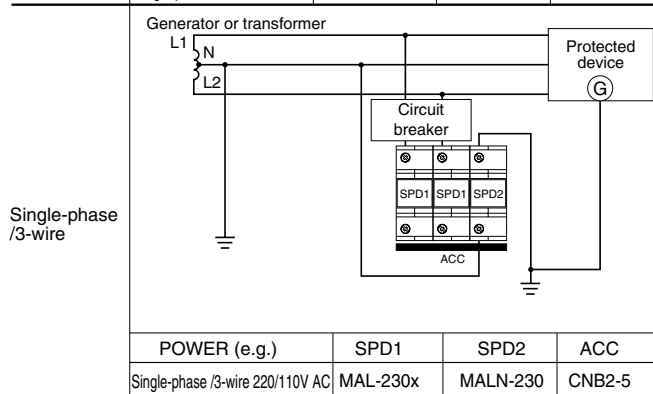 Generator or transformer
L1
N
L2
Protected
device
G
Circuit
breaker
SPD1 SPD1 SPD2
ACC
Single-phase
/3-wire
POWER (e.g.) SPD1 SPD2 ACC
Single-phase /3-wire 220/110V AC MAL-230x MALN-230 CNB2-5